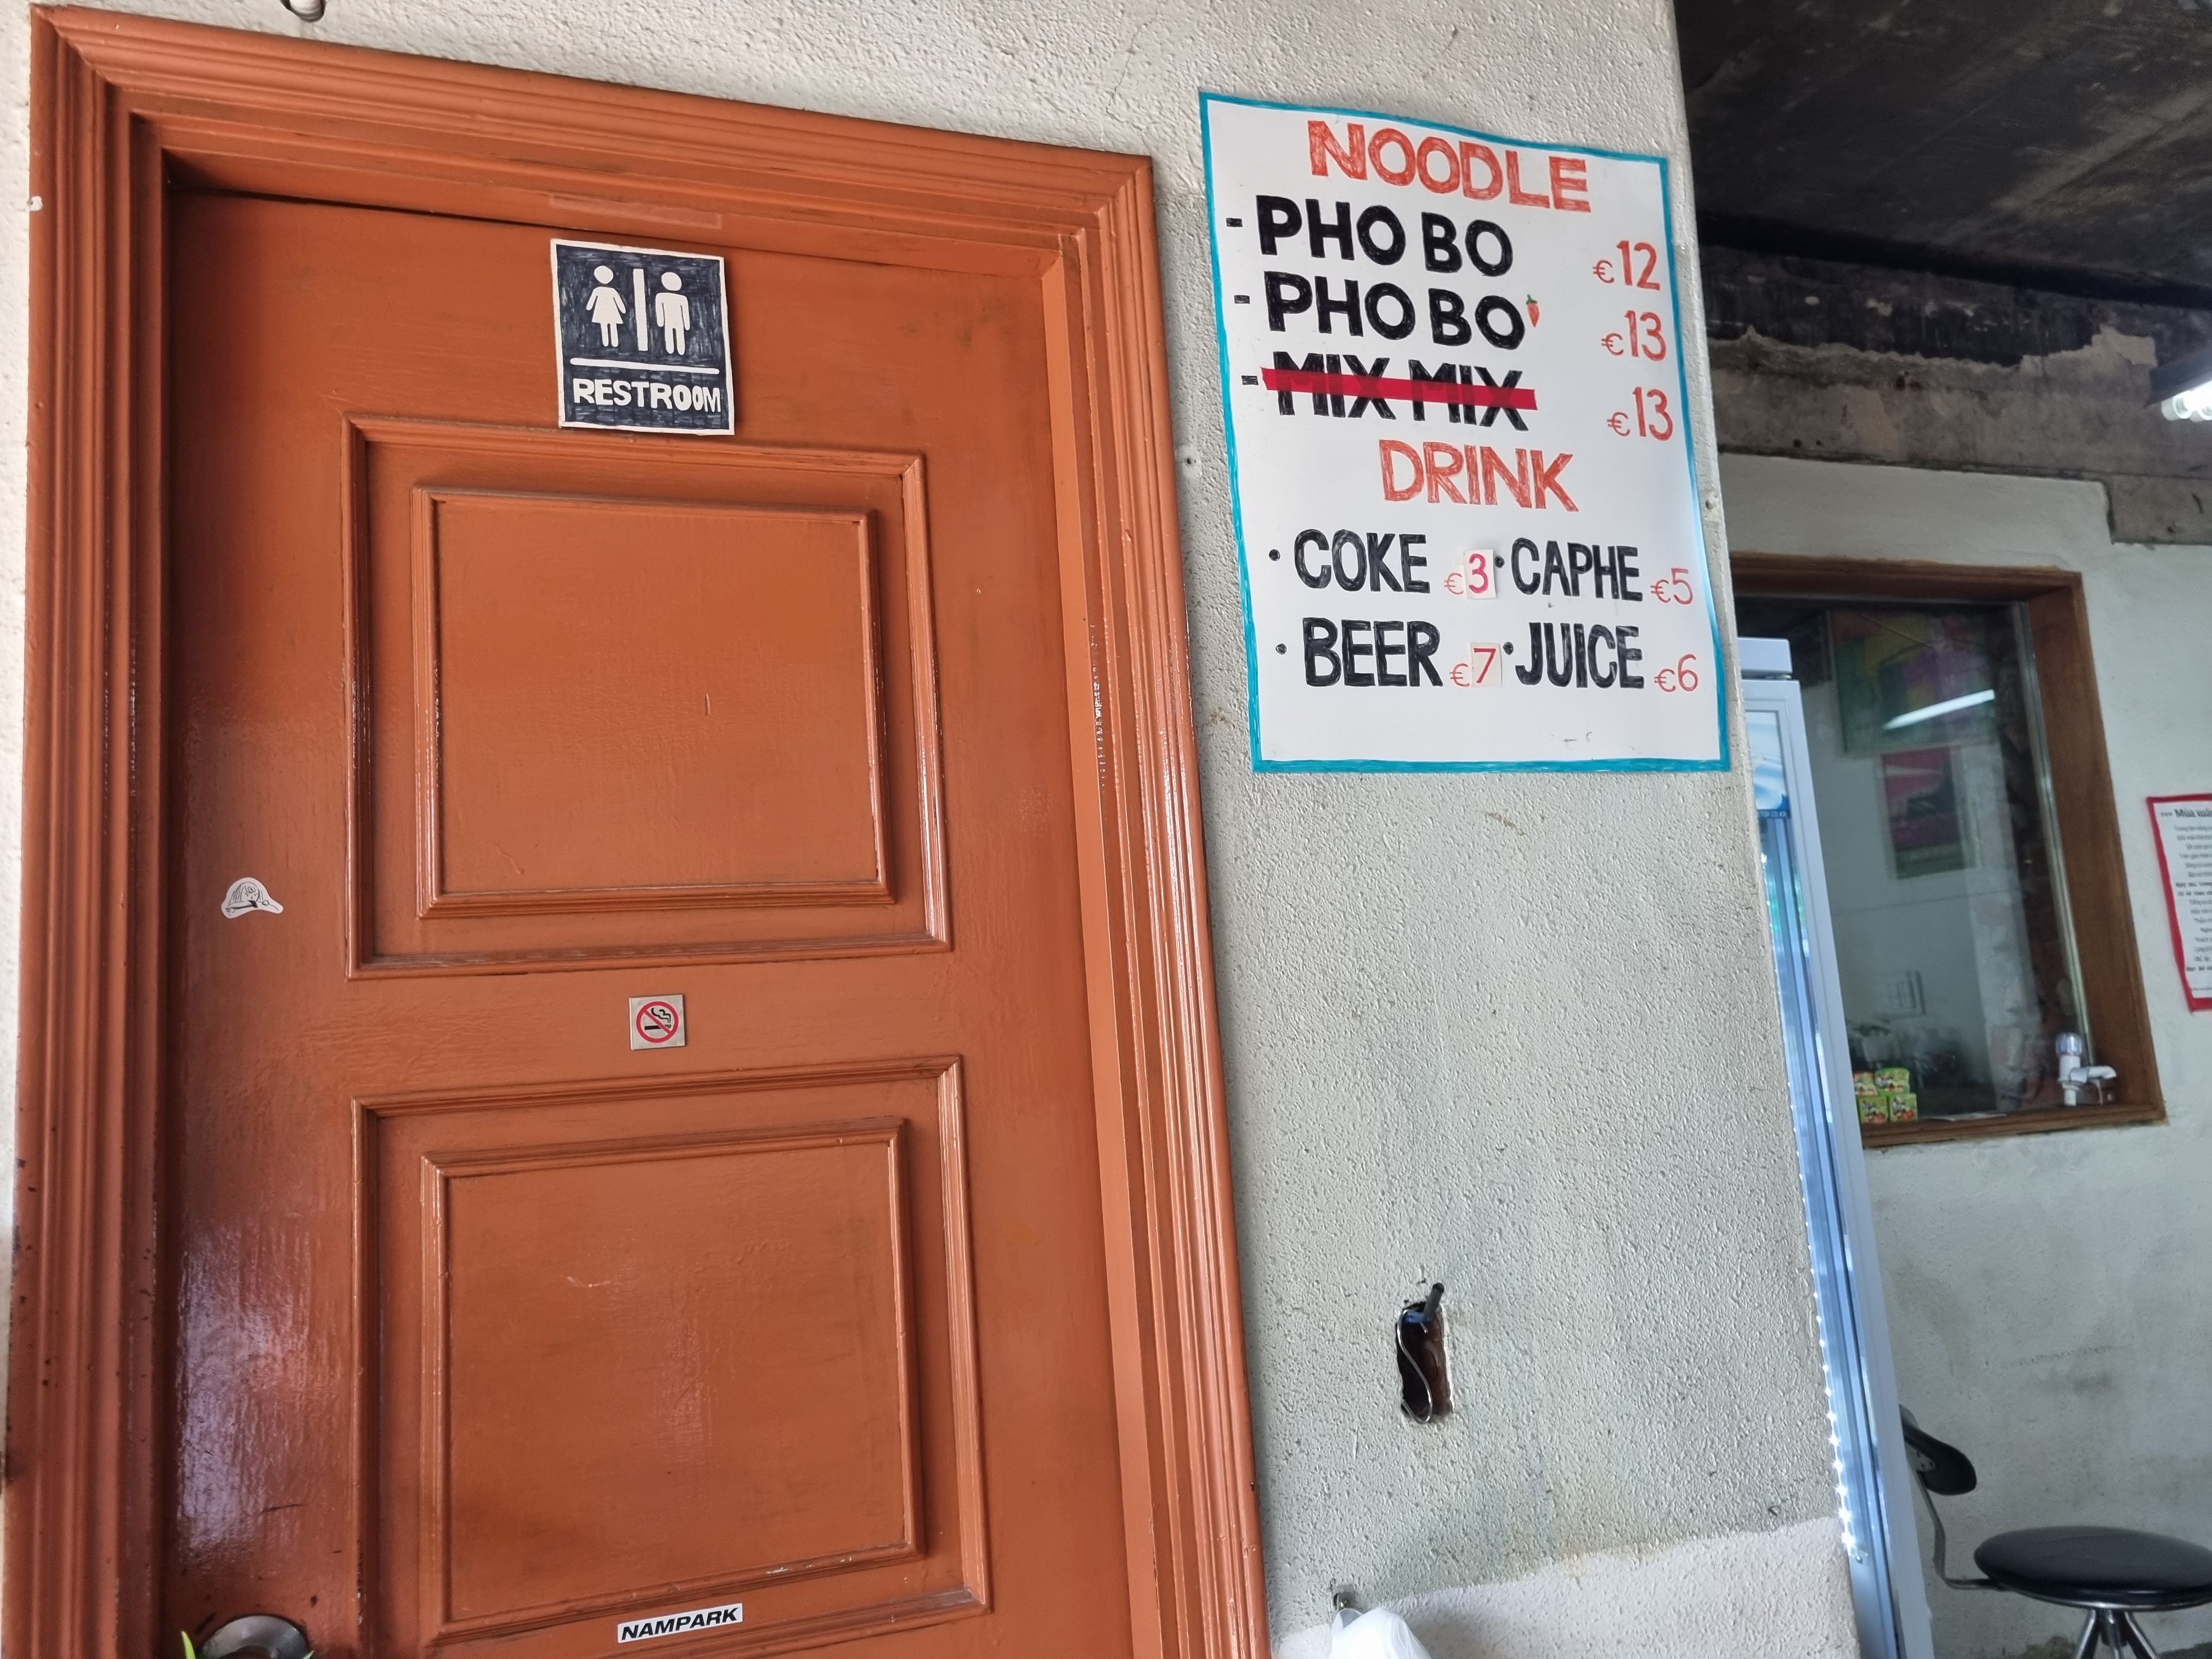 RESTROOM
NAMPARK
NOODLE
- PHO BO €12
- PHO BO €13
- MIX MIX €13
DRINK
• COKE €3 • CAPHE €5
• BEER €7 • JUICE €6